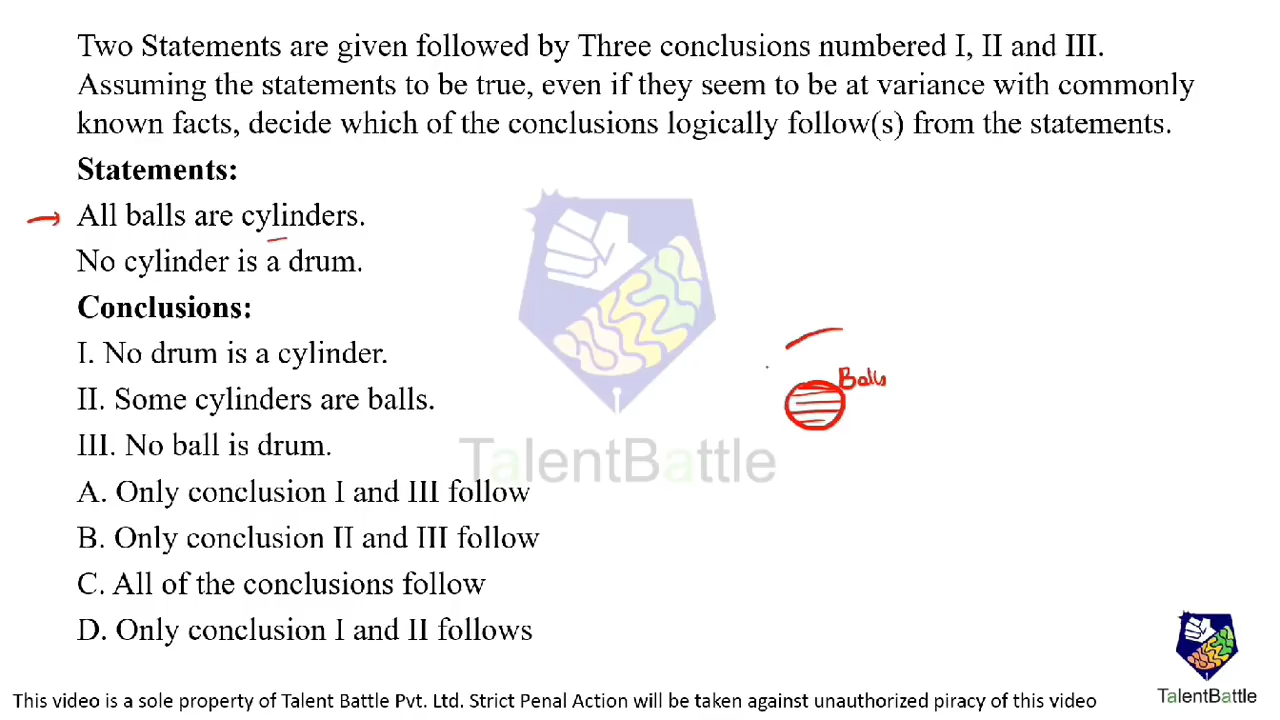 Two Statements are given followed by Three conclusions numbered I, II and III.
Assuming the statements to be true, even if they seem to be at variance with commonly
known facts, decide which of the conclusions logically follow(s) from the statements.
Statements:
All balls are cylinders.
No cylinder is a drum.
Conclusions:
I. No drum is a cylinder.
II. Some cylinders are balls.
III. No ball is drum.
A. Only conclusion I and III follow
B. Only conclusion II and III follow
C. All of the conclusions follow
D. Only conclusion I and II follows
Balls
TalentBattle
TalentBattle
This video is a sole property of Talent Battle Pvt. Ltd. Strict Penal Action will be taken against unauthorized piracy of this video